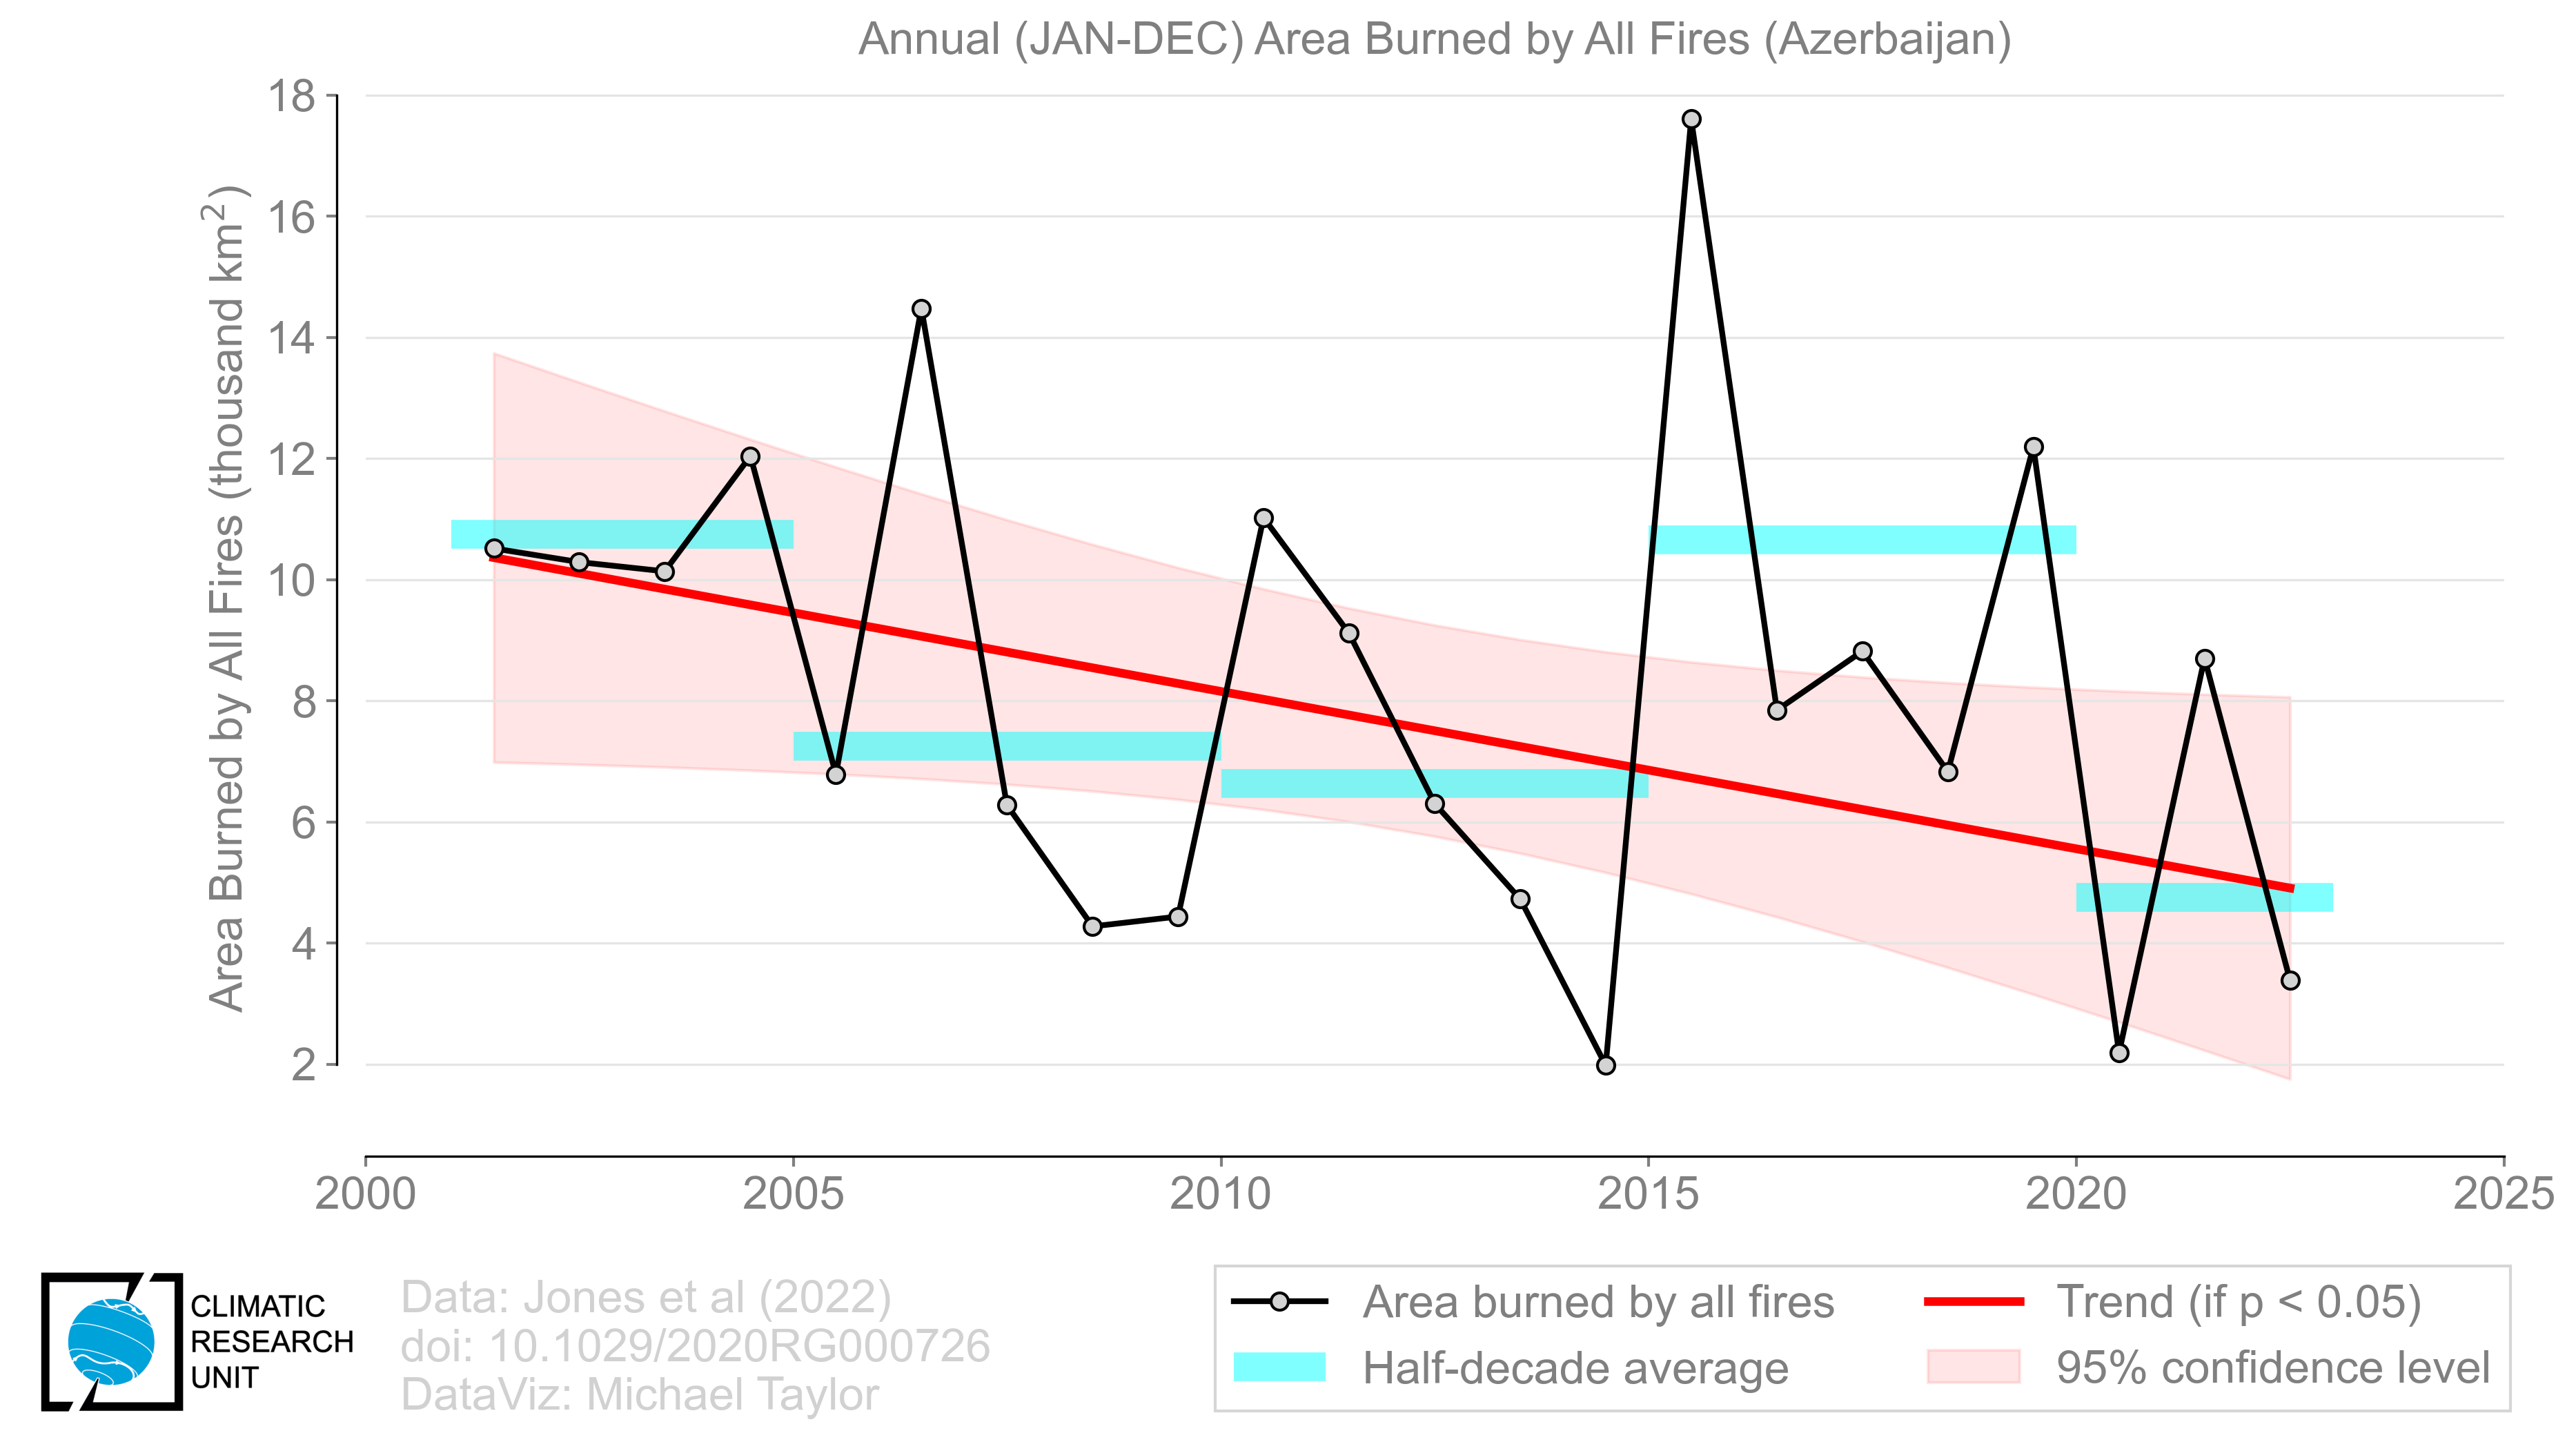 Annual (JAN-DEC) Area Burned by All Fires (Azerbaijan)
Area Burned by All Fires (thousand km²)
18
16
14
12
10
8
6
4
2
2000 2005 2010 2015 2020 2025
CLIMATIC
RESEARCH
UNIT
Data: Jones et al (2022)
doi: 10.1029/2020RG000726
DataViz: Michael Taylor
Area burned by all fires
Half-decade average
Trend (if p < 0.05)
95% confidence level